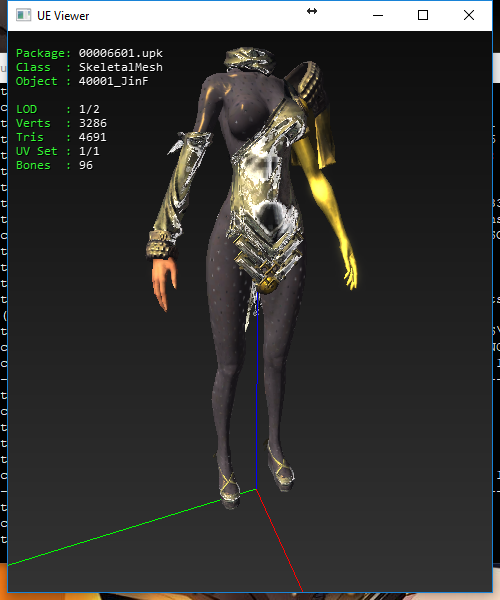 UE Viewer
Package: 00006601.upk
Class  : SkeletalMesh
Object : 40001_JinF
LOD    : 1/2
Verts  : 3286
Tris   : 4691
UV Set : 1/1
Bones  : 96